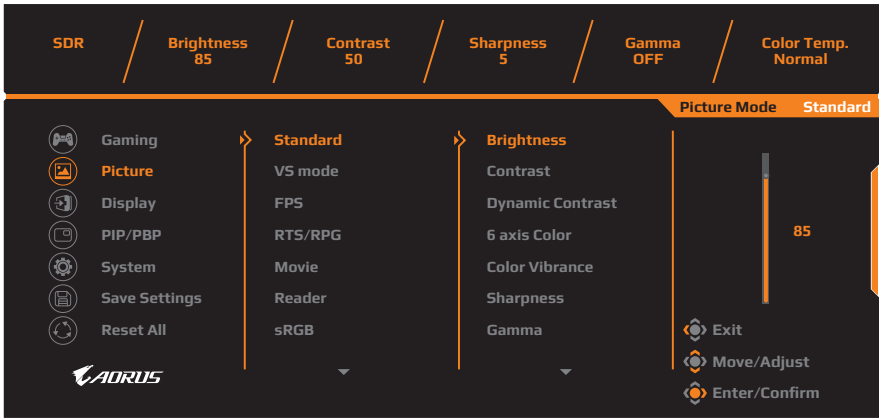 SDR
Brightness
85
Contrast
50
Sharpness
5
Gamma
OFF
Color Temp.
Normal
Picture Mode Standard
Gaming
Picture
Display
PIP/PBP
System
Save Settings
Reset All
Standard
VS mode
FPS
RTS/RPG
Movie
Reader
sRGB
Brightness
Contrast
Dynamic Contrast
6 axis Color
Color Vibrance
Sharpness
Gamma
85
Exit
Move/Adjust
Enter/Confirm
AORUS